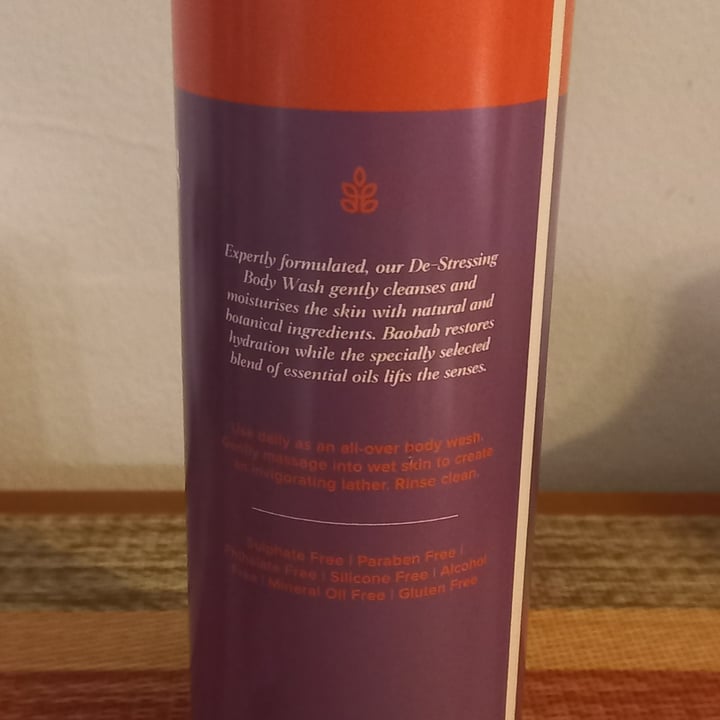 Expertly formulated, our De-Stressing
Body Wash gently cleanses and
moisturises the skin with natural and
botanical ingredients. Baobab restores
hydration while the specially selected
blend of essential oils lifts the senses.
Use daily as an all-over body wash.
Gently massage into wet skin to create
an invigorating lather. Rinse clean.
Sulphate Free | Paraben Free |
Phthalate Free | Silicone Free | Alcohol
Free | Mineral Oil Free | Gluten Free